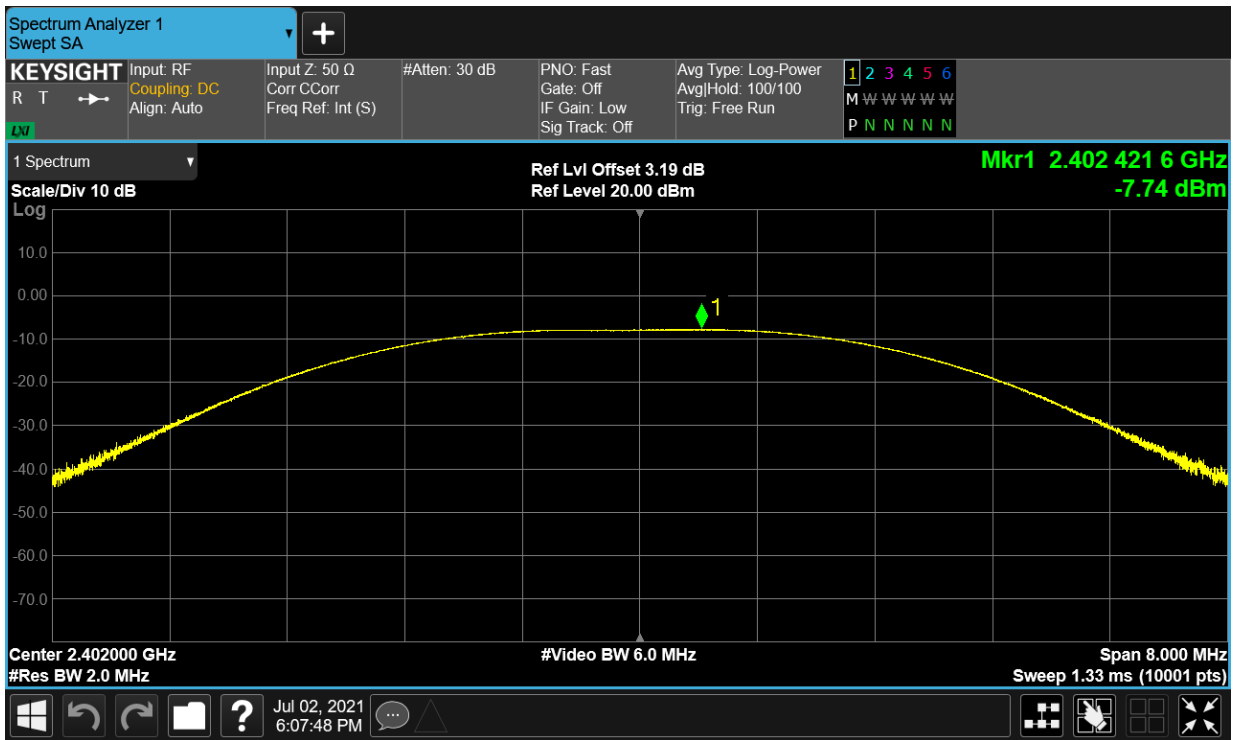 Spectrum Analyzer 1
Swept SA
KEYSIGHT
R T
LXI
Input: RF
Coupling: DC
Align: Auto
Input Z: 50 Ω
Corr CCorr
Freq Ref: Int (S)
#Atten: 30 dB
PNO: Fast
Gate: Off
IF Gain: Low
Sig Track: Off
Avg Type: Log-Power
Avg|Hold: 100/100
Trig: Free Run
1 2 3 4 5 6
M W W W W W
P N N N N N
1 Spectrum
Scale/Div 10 dB
Log
Ref Lvl Offset 3.19 dB
Ref Level 20.00 dBm
Mkr1 2.402 421 6 GHz
-7.74 dBm
10.0
0.00
-10.0
-20.0
-30.0
-40.0
-50.0
-60.0
-70.0
1
Center 2.402000 GHz
#Res BW 2.0 MHz
#Video BW 6.0 MHz
Span 8.000 MHz
Sweep 1.33 ms (10001 pts)
?
Jul 02, 2021
6:07:48 PM